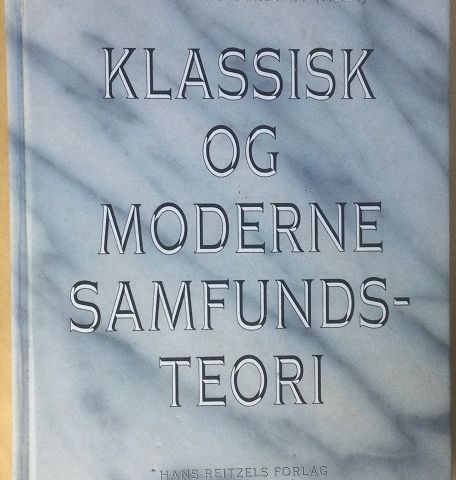 KLASSISK
OG
MODERNE
SAMFUNDS-
TEORI
HANS REITZELS FORLAG